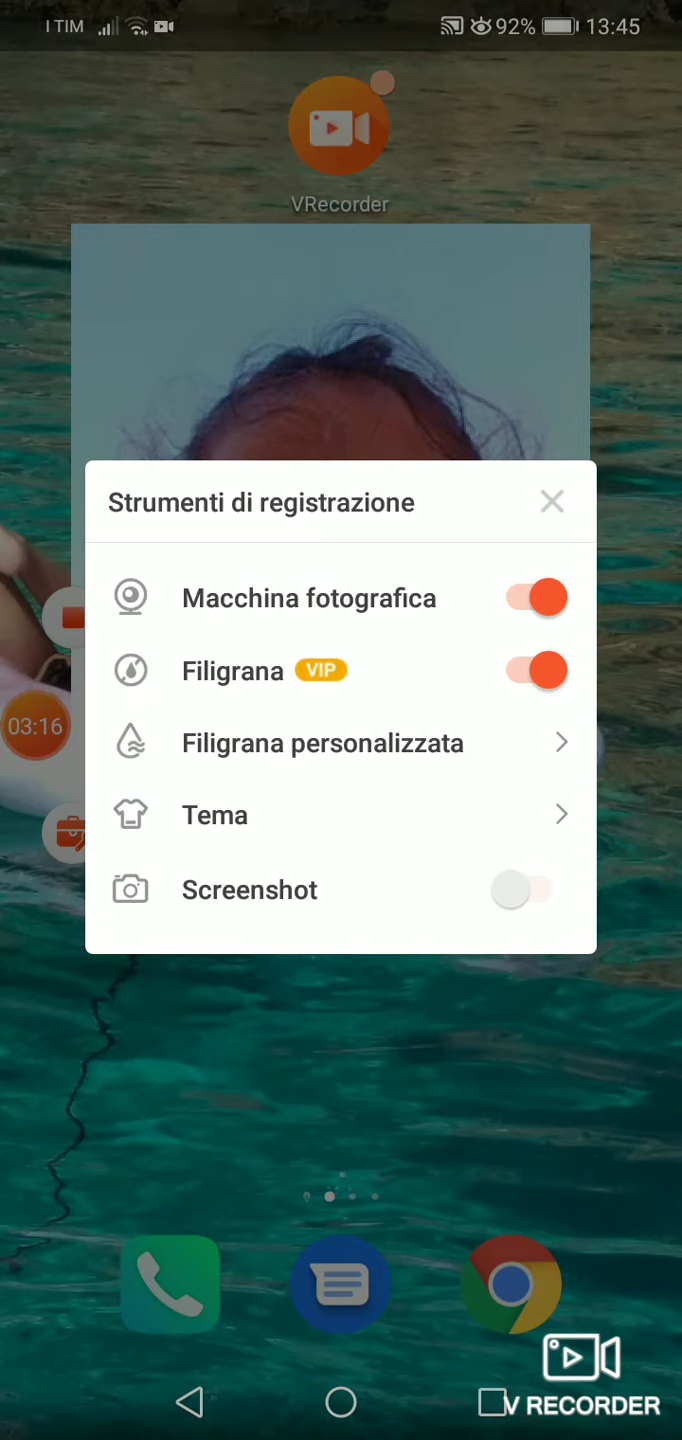 I TIM 92% 13:45
VRecorder
Strumenti di registrazione
Macchina fotografica
Filigrana VIP
03:16
Filigrana personalizzata
Tema
Screenshot
V RECORDER